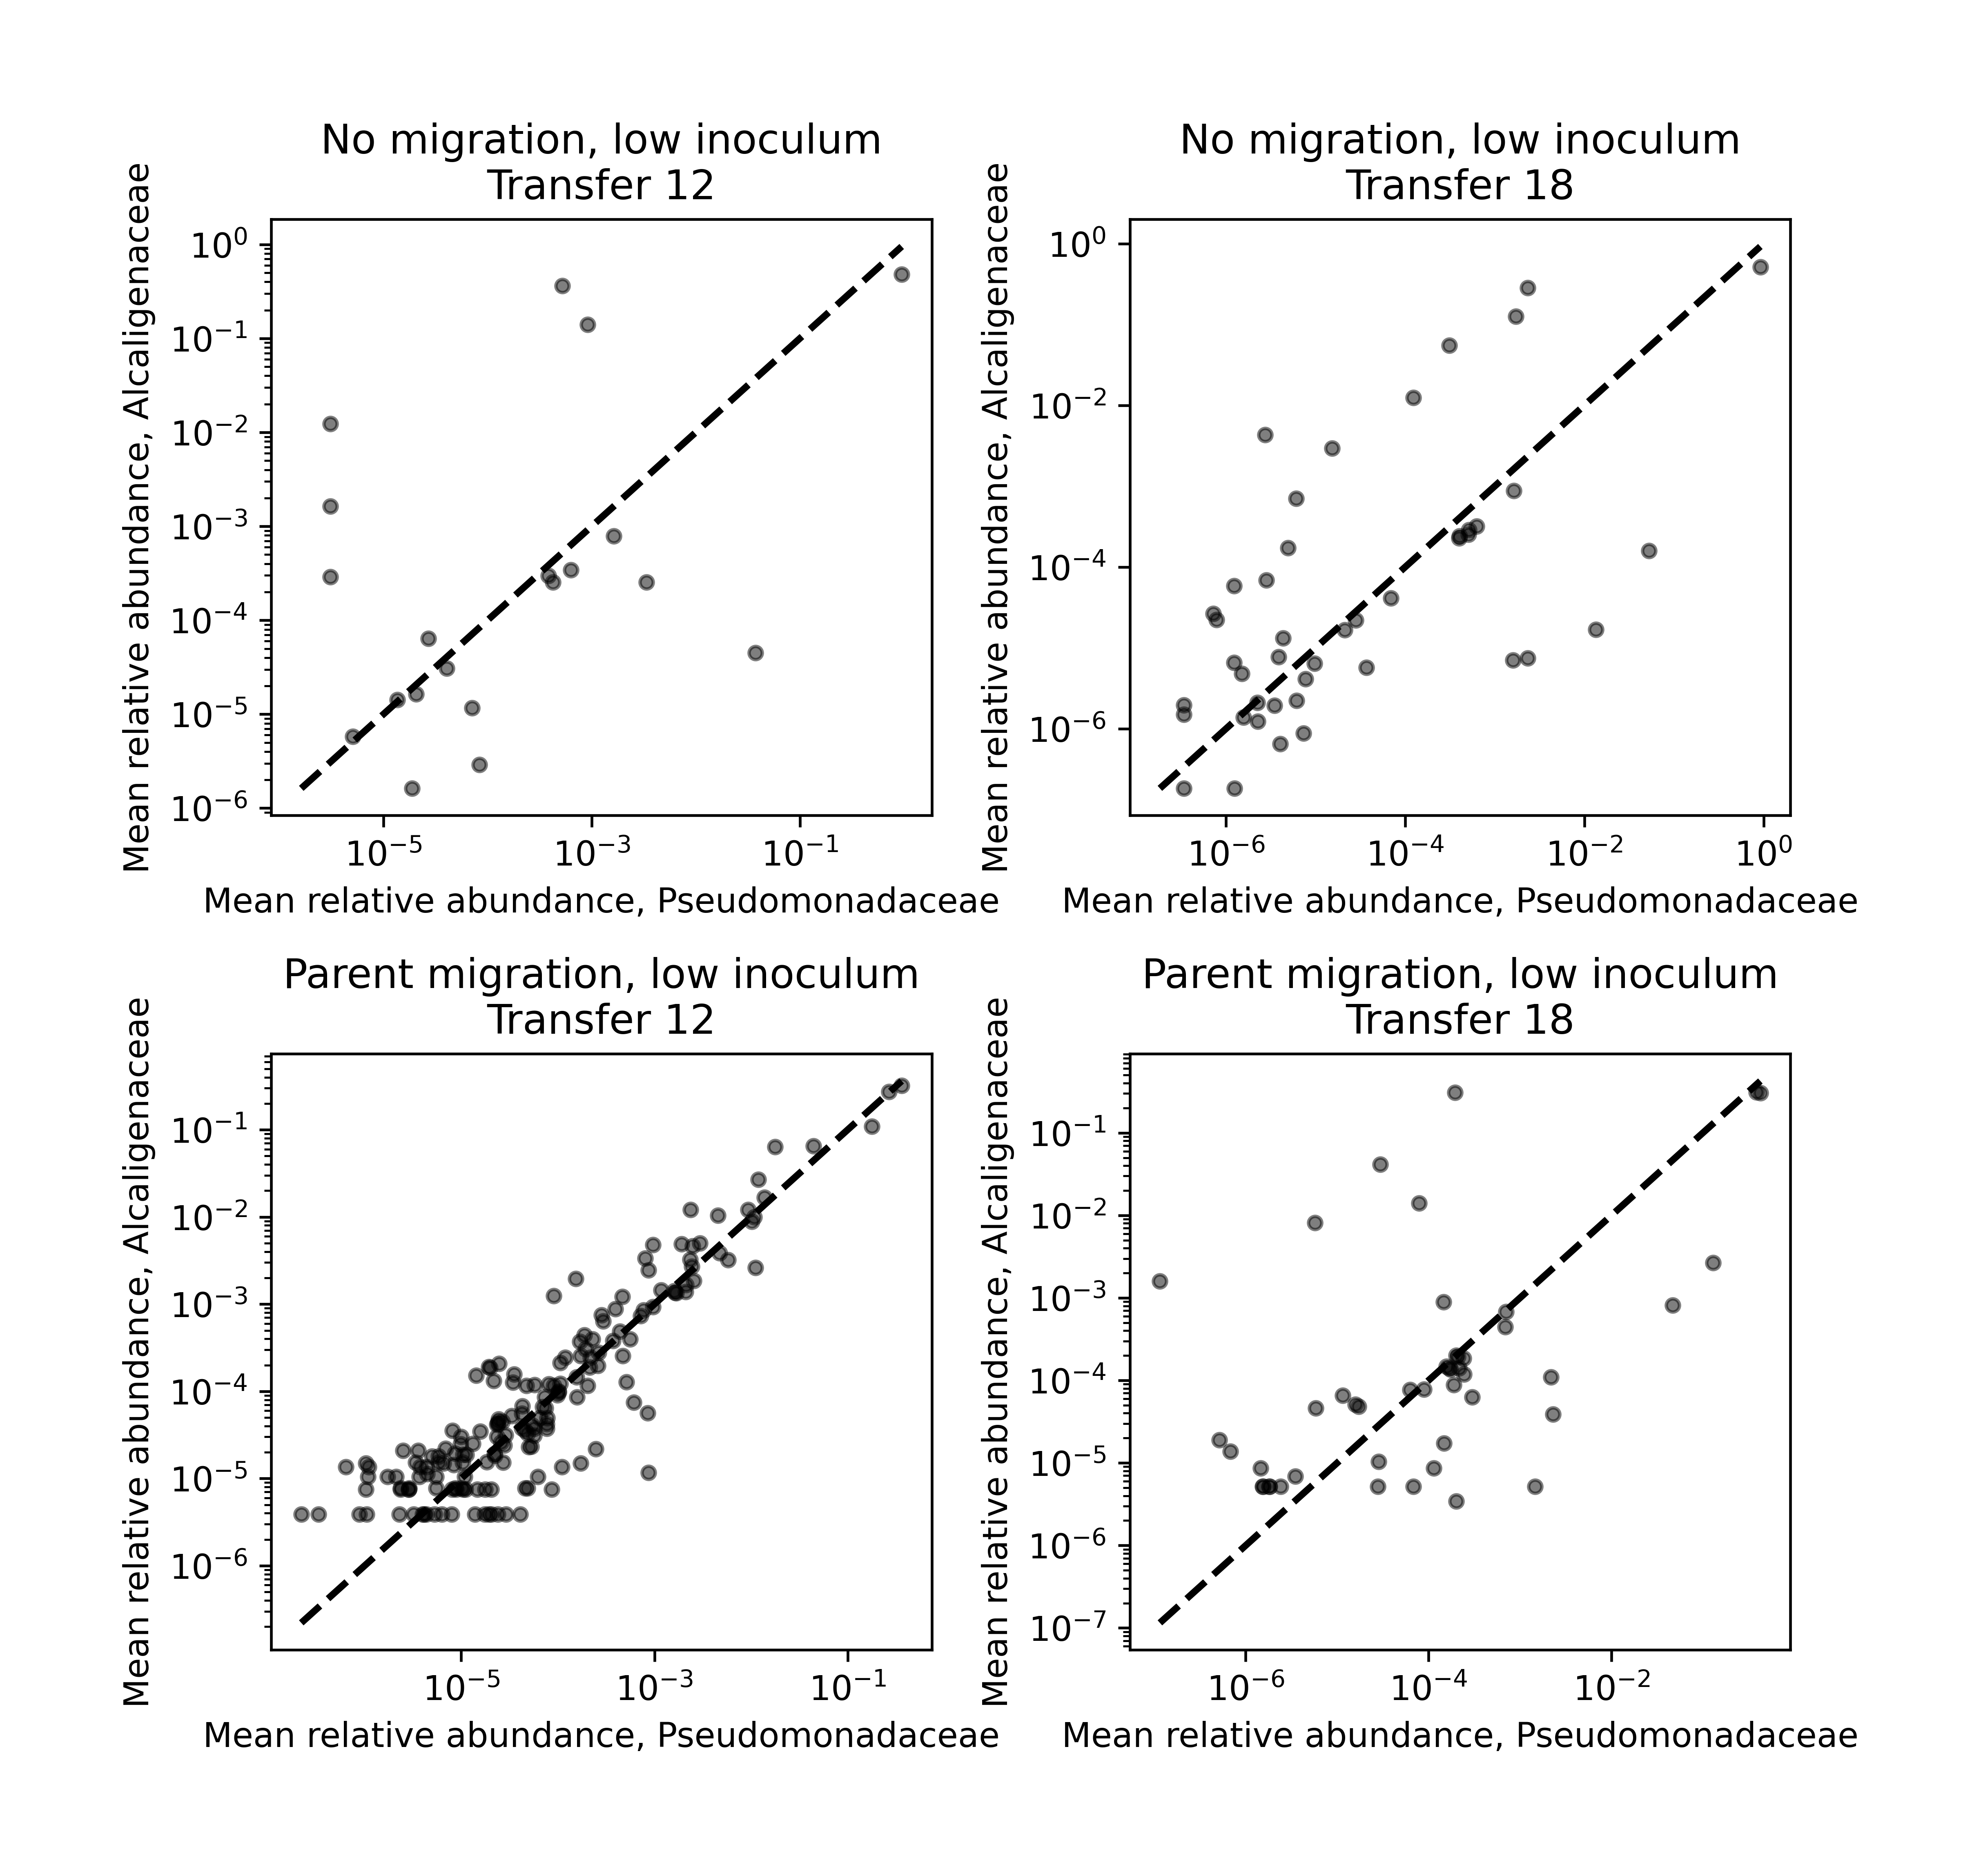 No migration, low inoculum
Transfer 12
Mean relative abundance, Alcaligenaceae
10⁰
10⁻¹
10⁻²
10⁻³
10⁻⁴
10⁻⁵
10⁻⁶
10⁻⁵ 10⁻³ 10⁻¹
Mean relative abundance, Pseudomonadaceae
No migration, low inoculum
Transfer 18
Mean relative abundance, Alcaligenaceae
10⁰
10⁻²
10⁻⁴
10⁻⁶
10⁻⁶ 10⁻⁴ 10⁻² 10⁰
Mean relative abundance, Pseudomonadaceae
Parent migration, low inoculum
Transfer 12
Mean relative abundance, Alcaligenaceae
10⁻¹
10⁻²
10⁻³
10⁻⁴
10⁻⁵
10⁻⁶
10⁻⁵ 10⁻³ 10⁻¹
Mean relative abundance, Pseudomonadaceae
Parent migration, low inoculum
Transfer 18
Mean relative abundance, Alcaligenaceae
10⁻¹
10⁻²
10⁻³
10⁻⁴
10⁻⁵
10⁻⁶
10⁻⁷
10⁻⁶ 10⁻⁴ 10⁻²
Mean relative abundance, Pseudomonadaceae